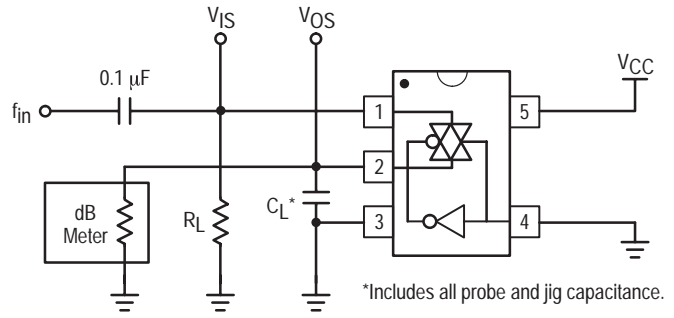 VIS
VOS
VCC
0.1 μF
fin
1
5
2
dB
Meter
RL
CL*
3
4
*Includes all probe and jig capacitance.